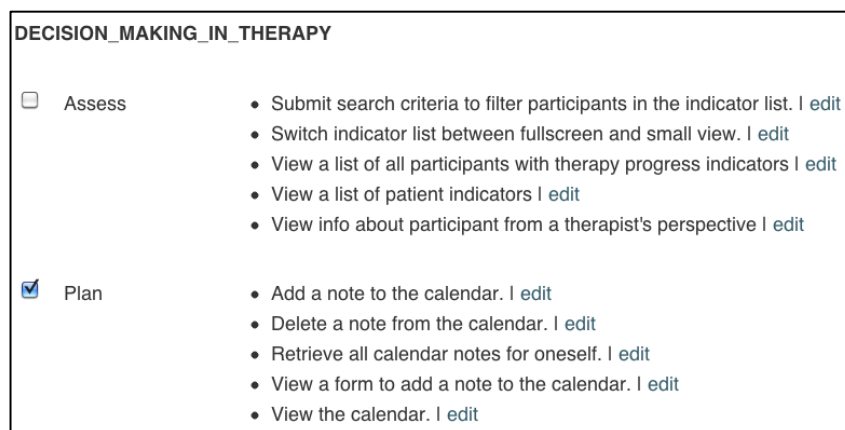 DECISION_MAKING_IN_THERAPY
Assess
• Submit search criteria to filter participants in the indicator list. | edit
• Switch indicator list between fullscreen and small view. | edit
• View a list of all participants with therapy progress indicators | edit
• View a list of patient indicators | edit
• View info about participant from a therapist's perspective | edit
Plan
• Add a note to the calendar. | edit
• Delete a note from the calendar. | edit
• Retrieve all calendar notes for oneself. | edit
• View a form to add a note to the calendar. | edit
• View the calendar. | edit